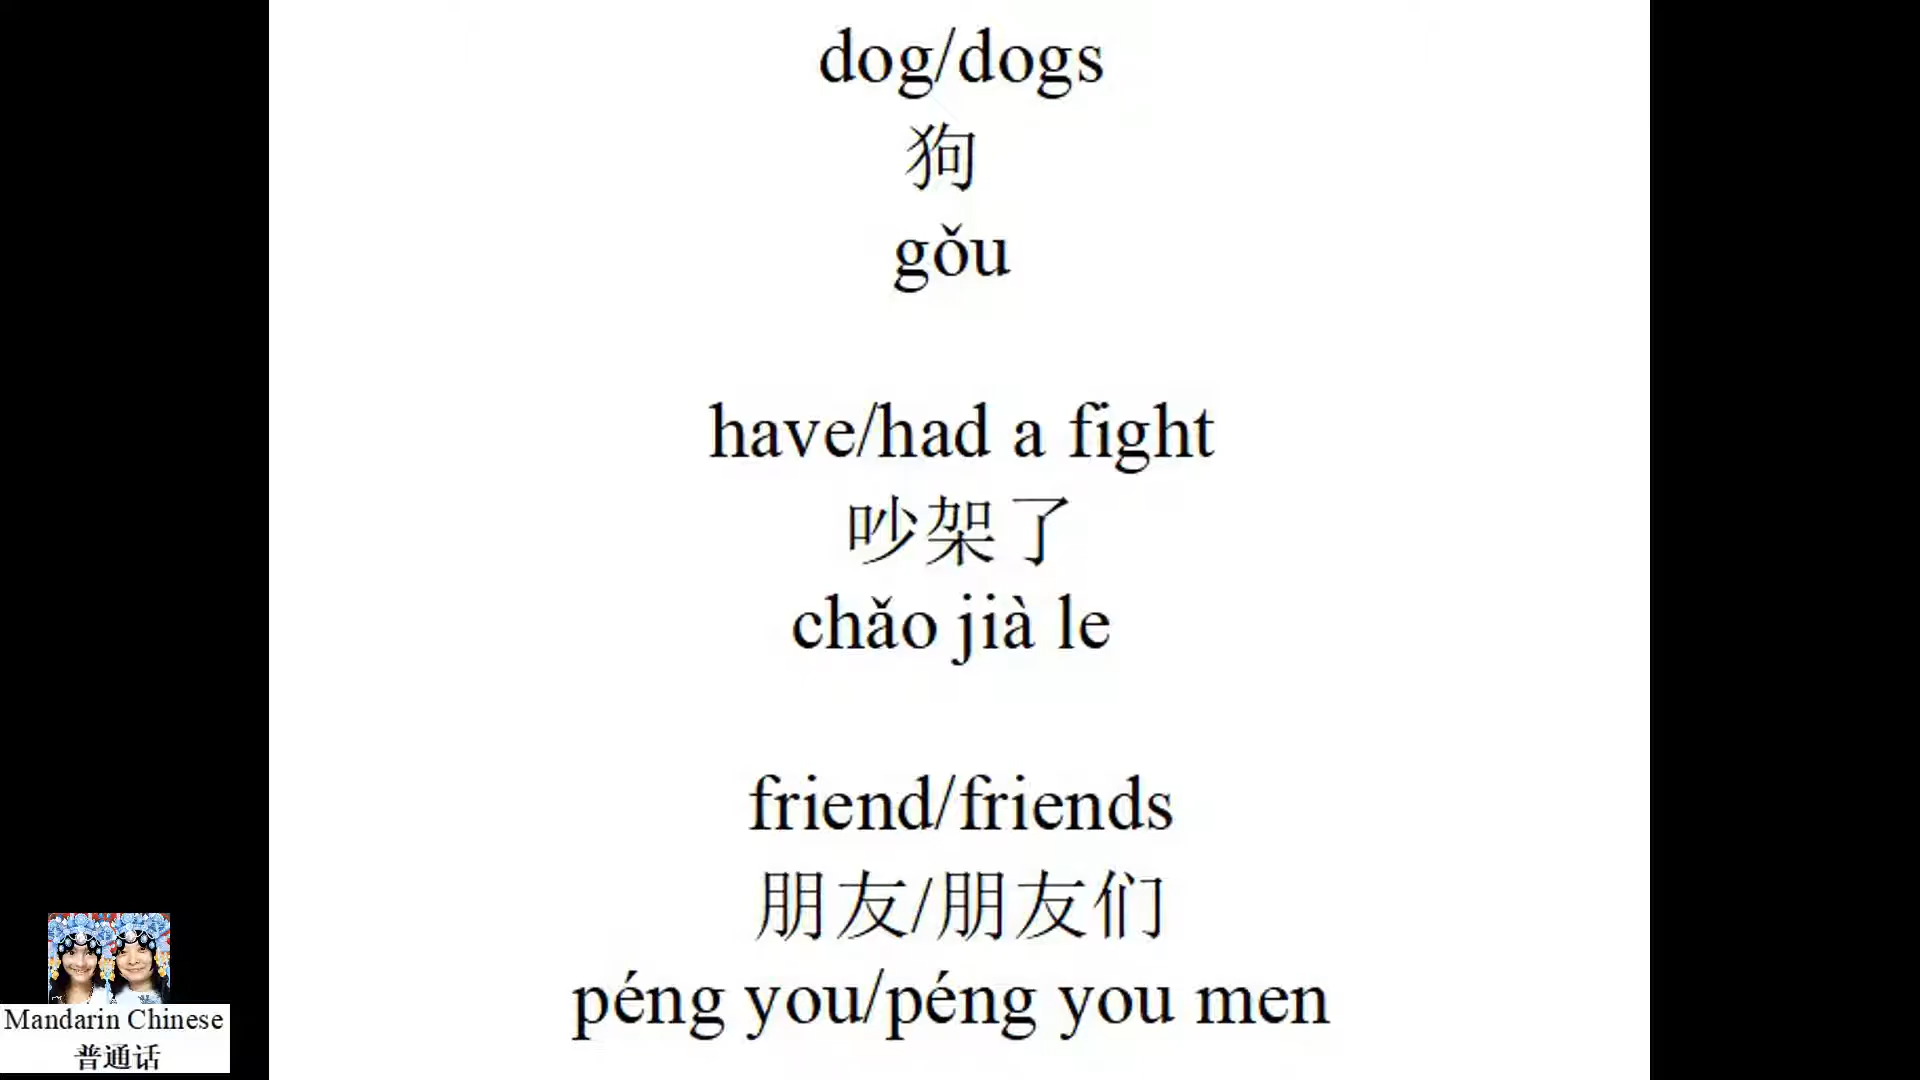 dog/dogs
狗
gǒu
have/had a fight
吵架了
chǎo jià le
friend/friends
朋友/朋友们
péng you/péng you men
Mandarin Chinese
普通话